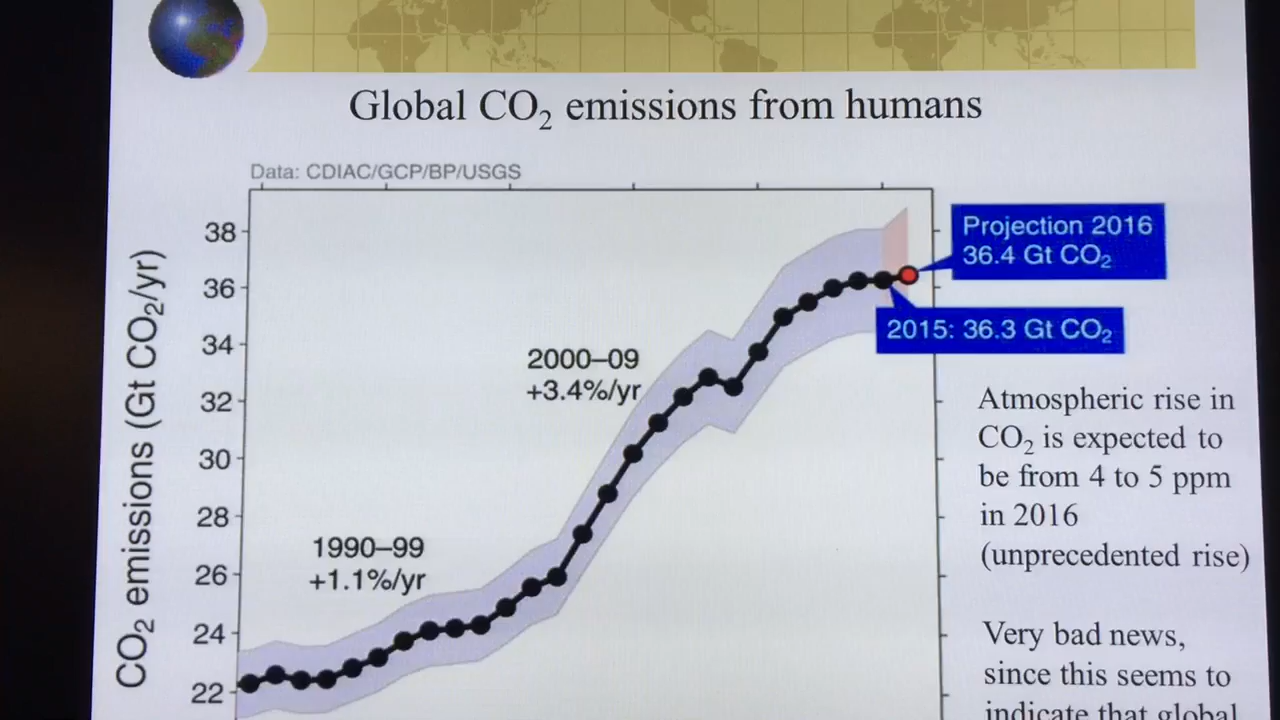 Global CO₂ emissions from humans
Data: CDIAC/GCP/BP/USGS
CO₂ emissions (Gt CO₂/yr)
38
36
34
32
30
28
26
24
22
Projection 2016
36.4 Gt CO₂
2015: 36.3 Gt CO₂
2000–09
+3.4%/yr
1990–99
+1.1%/yr
Atmospheric rise in
CO₂ is expected to
be from 4 to 5 ppm
in 2016
(unprecedented rise)
Very bad news,
since this seems to
indicate that global